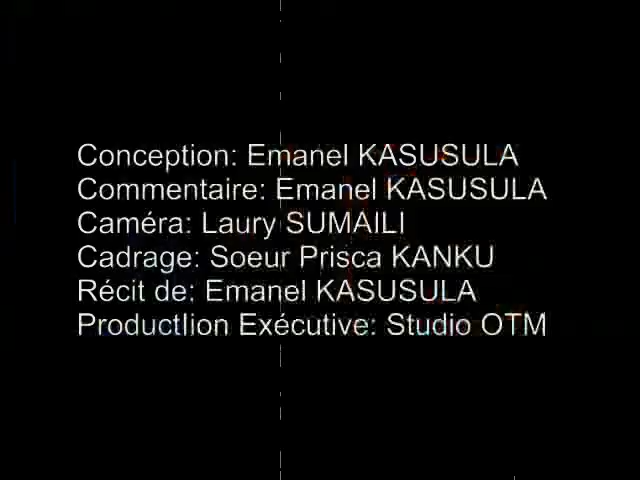 Conception: Emanel KASUSULA
Commentaire: Emanel KASUSULA
Caméra: Laury SUMAILI
Cadrage: Soeur Prisca KANKU
Récit de: Emanel KASUSULA
Productlion Exécutive: Studio OTM